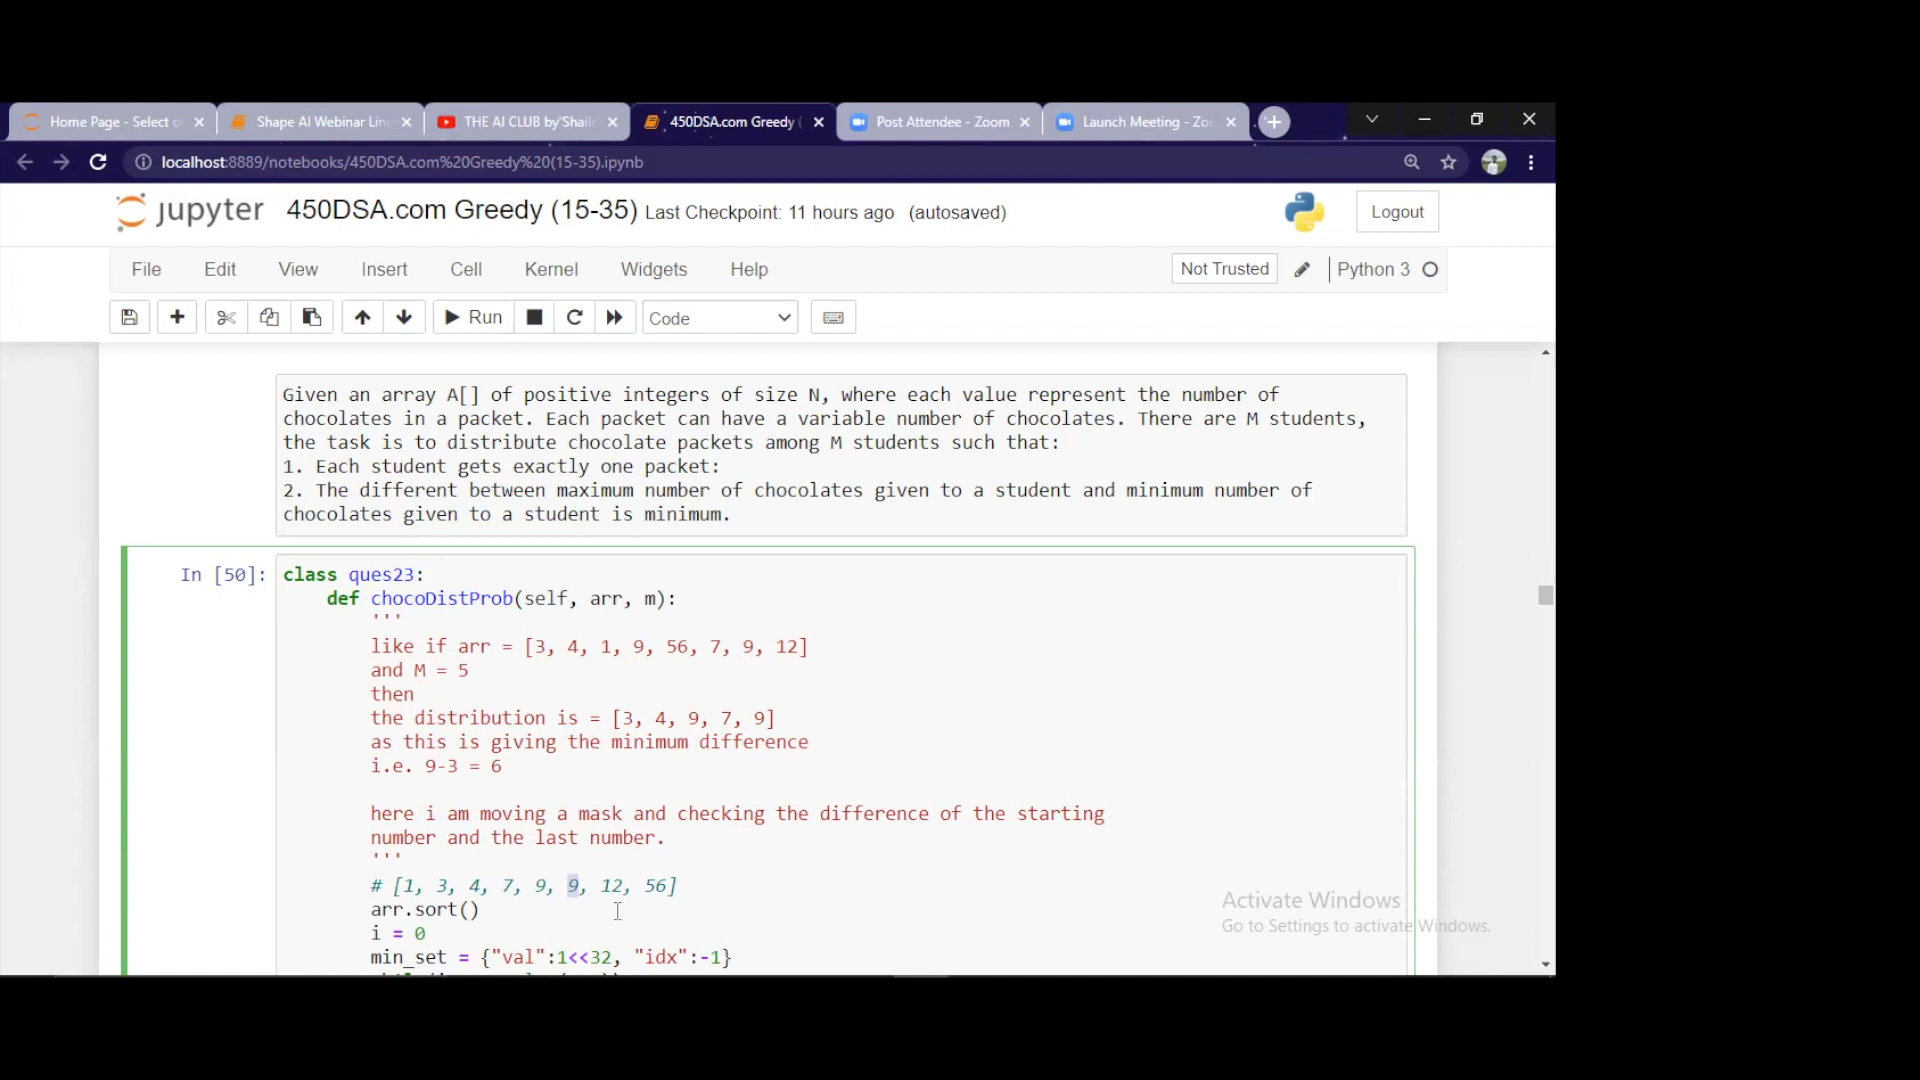 Home Page - Select o
Shape AI Webinar Line
THE AI CLUB by'Shaile
450DSA.com Greedy (
Post Attendee - Zoom
Launch Meeting - Zo
localhost:8889/notebooks/450DSA.com%20Greedy%20(15-35).ipynb
jupyter 450DSA.com Greedy (15-35) Last Checkpoint: 11 hours ago (autosaved)
Logout
File Edit View Insert Cell Kernel Widgets Help
Not Trusted
Python 3
Run
Code
Given an array A[] of positive integers of size N, where each value represent the number of
chocolates in a packet. Each packet can have a variable number of chocolates. There are M students,
the task is to distribute chocolate packets among M students such that:
1. Each student gets exactly one packet:
2. The different between maximum number of chocolates given to a student and minimum number of
chocolates given to a student is minimum.
In [50]: class ques23:
def chocoDistProb(self, arr, m):
'''
like if arr = [3, 4, 1, 9, 56, 7, 9, 12]
and M = 5
then
the distribution is = [3, 4, 9, 7, 9]
as this is giving the minimum difference
i.e. 9-3 = 6
here i am moving a mask and checking the difference of the starting
number and the last number.
'''
# [1, 3, 4, 7, 9, 9, 12, 56]
arr.sort()
i = 0
min_set = {"val":1<<32, "idx":-1}
Activate Windows
Go to Settings to activate Windows.